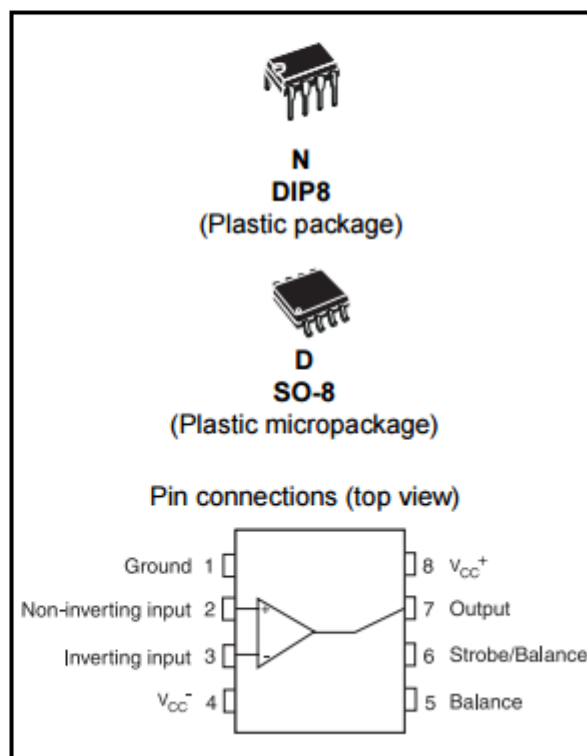 N
DIP8
(Plastic package)
D
SO-8
(Plastic micropackage)
Pin connections (top view)
Ground 1
8 VCC+
Non-inverting input 2
+
7 Output
Inverting input 3
-
6 Strobe/Balance
VCC- 4
5 Balance